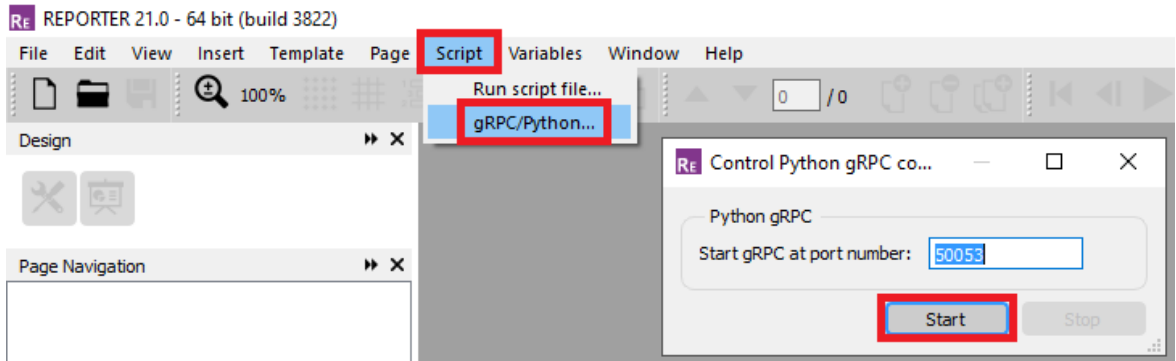 RE REPORTER 21.0 - 64 bit (build 3822)
File Edit View Insert Template Page Script Variables Window Help
100%
Run script file...
0 / 0
gRPC/Python...
Design
RE Control Python gRPC co...
Python gRPC
Start gRPC at port number: 50053
Page Navigation
Start Stop